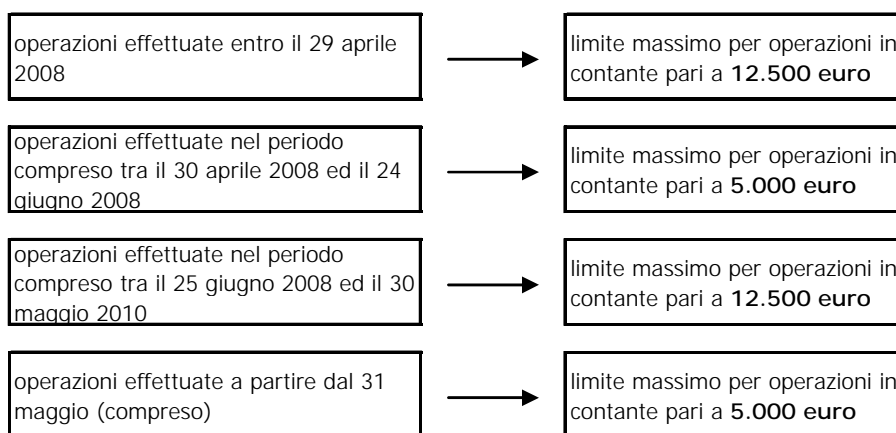 operazioni effettuate entro il 29 aprile
2008
limite massimo per operazioni in
contante pari a 12.500 euro
operazioni effettuate nel periodo
compreso tra il 30 aprile 2008 ed il 24
giugno 2008
limite massimo per operazioni in
contante pari a 5.000 euro
operazioni effettuate nel periodo
compreso tra il 25 giugno 2008 ed il 30
maggio 2010
limite massimo per operazioni in
contante pari a 12.500 euro
operazioni effettuate a partire dal 31
maggio (compreso)
limite massimo per operazioni in
contante pari a 5.000 euro